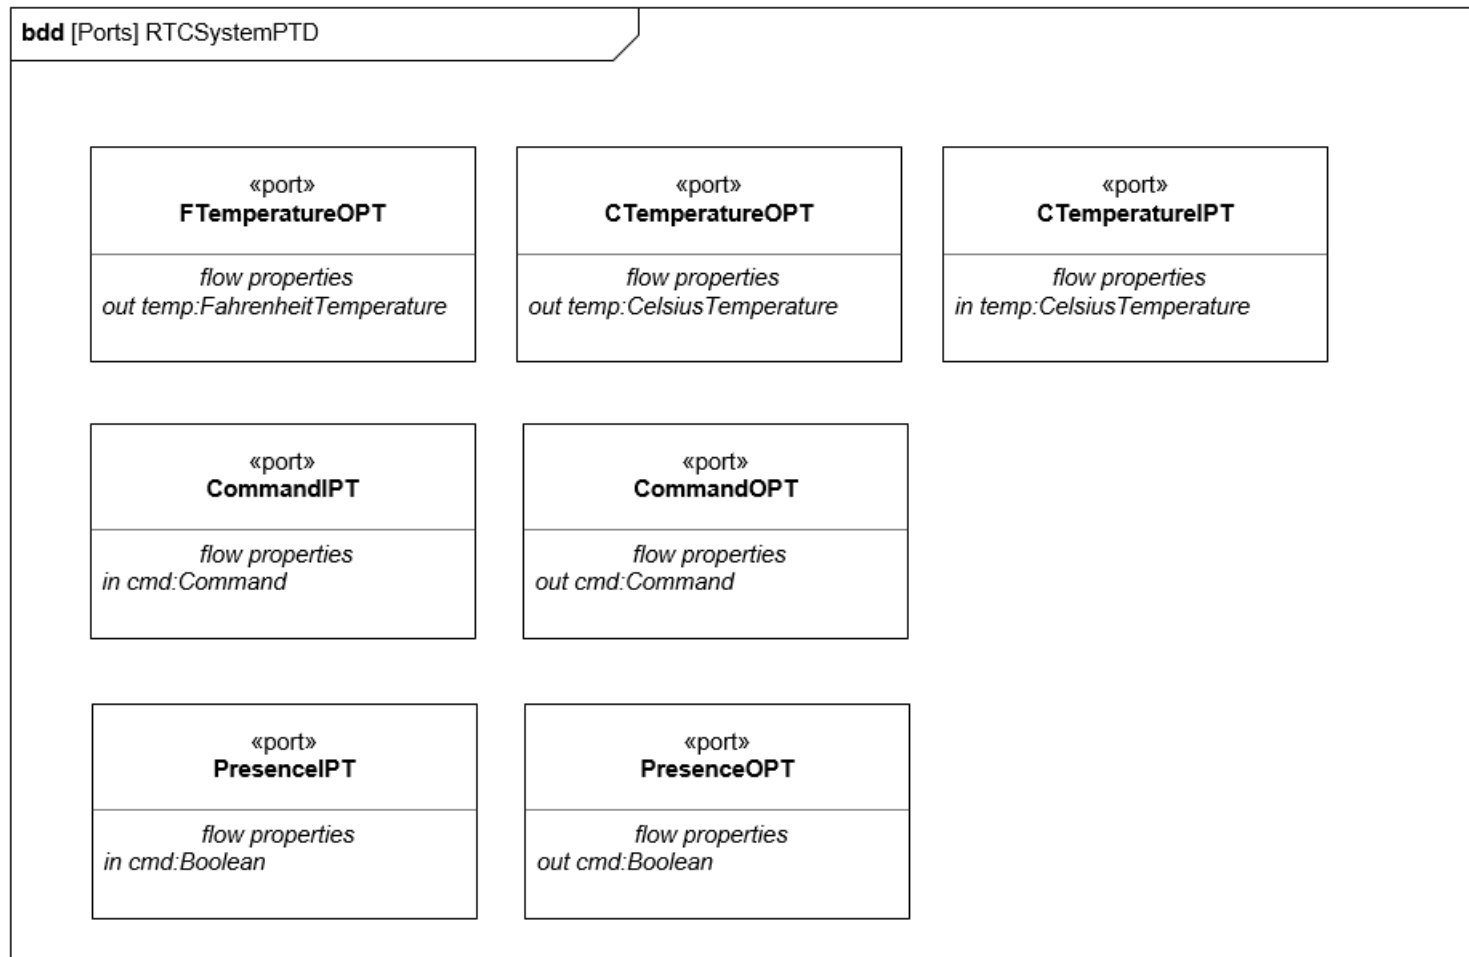 bdd [Ports] RTCSystemPTD
«port»
FTemperatureOPT
flow properties
out temp:FahrenheitTemperature
«port»
CTemperatureOPT
flow properties
out temp:CelsiusTemperature
«port»
CTemperatureIPT
flow properties
in temp:CelsiusTemperature
«port»
CommandIPT
flow properties
in cmd:Command
«port»
CommandOPT
flow properties
out cmd:Command
«port»
PresenceIPT
flow properties
in cmd:Boolean
«port»
PresenceOPT
flow properties
out cmd:Boolean